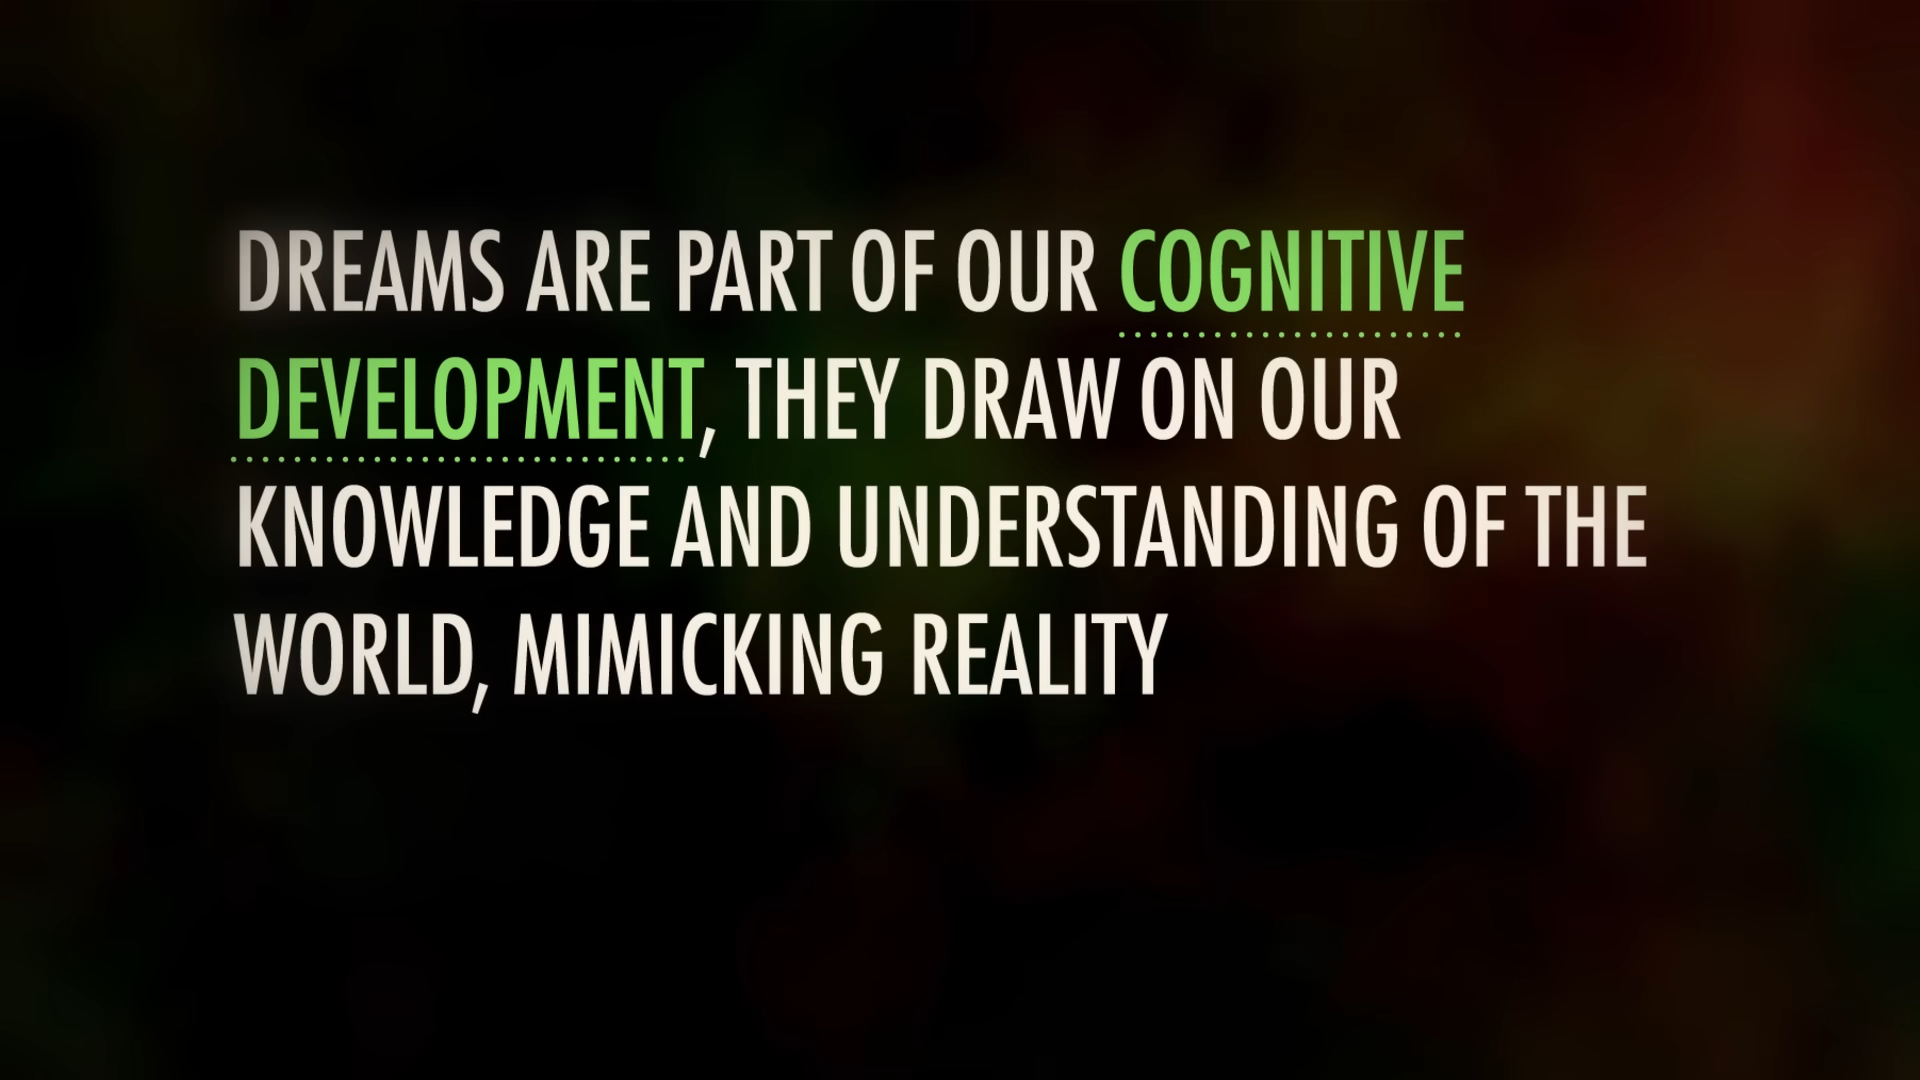 DREAMS ARE PART OF OUR COGNITIVE
DEVELOPMENT, THEY DRAW ON OUR
KNOWLEDGE AND UNDERSTANDING OF THE
WORLD, MIMICKING REALITY